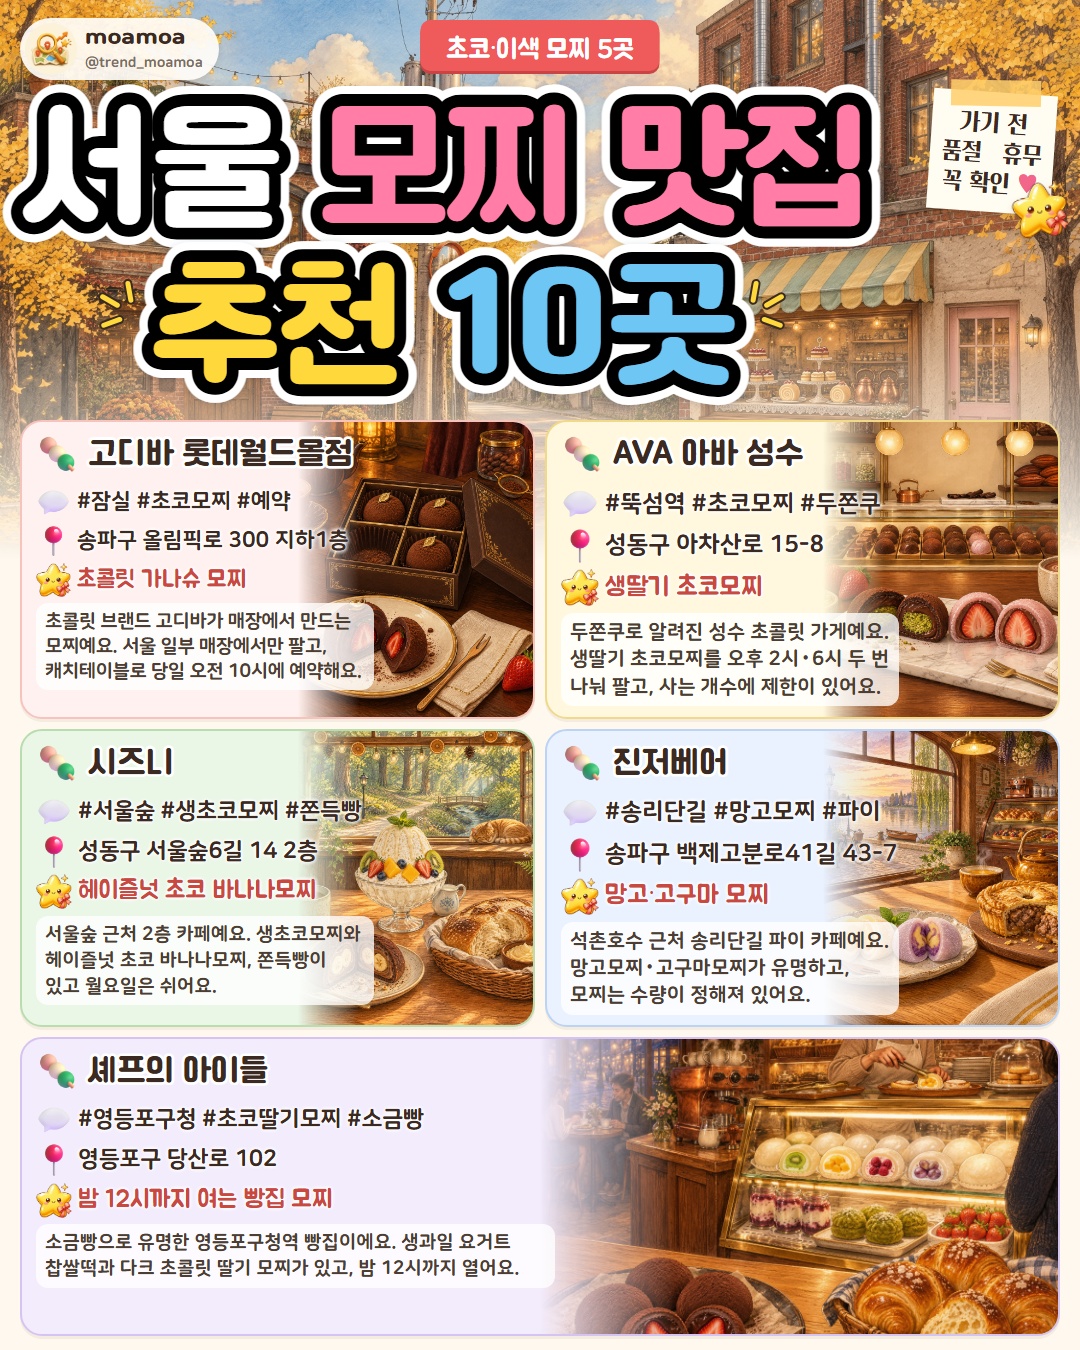 moamoa
@trend_moamoa
초코·이색 모찌 5곳
서울 모찌 맛집
추천 10곳
가기 전
품절 휴무
꼭 확인
고디바 롯데월드몰점
#잠실 #초코모찌 #예약
송파구 올림픽로 300 지하1층
초콜릿 가나슈 모찌
초콜릿 브랜드 고디바가 매장에서 만드는
모찌예요. 서울 일부 매장에서만 팔고,
캐치테이블로 당일 오전 10시에 예약해요.
AVA 아바 성수
#뚝섬역 #초코모찌 #두쫀쿠
성동구 아차산로 15-8
생딸기 초코모찌
두쫀쿠로 알려진 성수 초콜릿 가게예요.
생딸기 초코모찌를 오후 2시·6시 두 번
나눠 팔고, 사는 개수에 제한이 있어요.
시즈니
#서울숲 #생초코모찌 #쫀득빵
성동구 서울숲6길 14 2층
헤이즐넛 초코 바나나모찌
서울숲 근처 2층 카페예요. 생초코모찌와
헤이즐넛 초코 바나나모찌, 쫀득빵이
있고 월요일은 쉬어요.
진저베어
#송리단길 #망고모찌 #파이
송파구 백제고분로41길 43-7
망고·고구마 모찌
석촌호수 근처 송리단길 파이 카페예요.
망고모찌·고구마모찌가 유명하고,
모찌는 수량이 정해져 있어요.
셰프의 아이들
#영등포구청 #초코딸기모찌 #소금빵
영등포구 당산로 102
밤 12시까지 여는 빵집 모찌
소금빵으로 유명한 영등포구청역 빵집이에요. 생과일 요거트
찹쌀떡과 다크 초콜릿 딸기 모찌가 있고, 밤 12시까지 열어요.